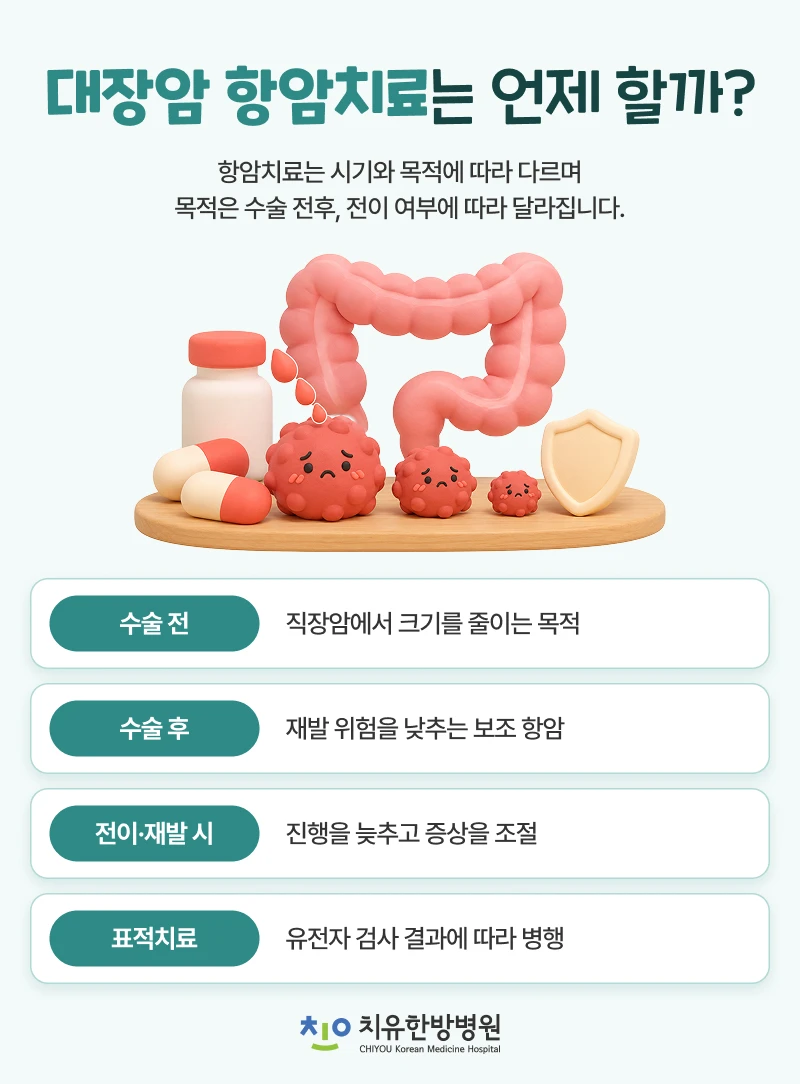 대장암 항암치료는 언제 할까?
항암치료는 시기와 목적에 따라 다르며
목적은 수술 전후, 전이 여부에 따라 달라집니다.
수술 전
직장암에서 크기를 줄이는 목적
수술 후
재발 위험을 낮추는 보조 항암
전이·재발 시
진행을 늦추고 증상을 조절
표적치료
유전자 검사 결과에 따라 병행
치유 치유한방병원
CHIYOU Korean Medicine Hospital